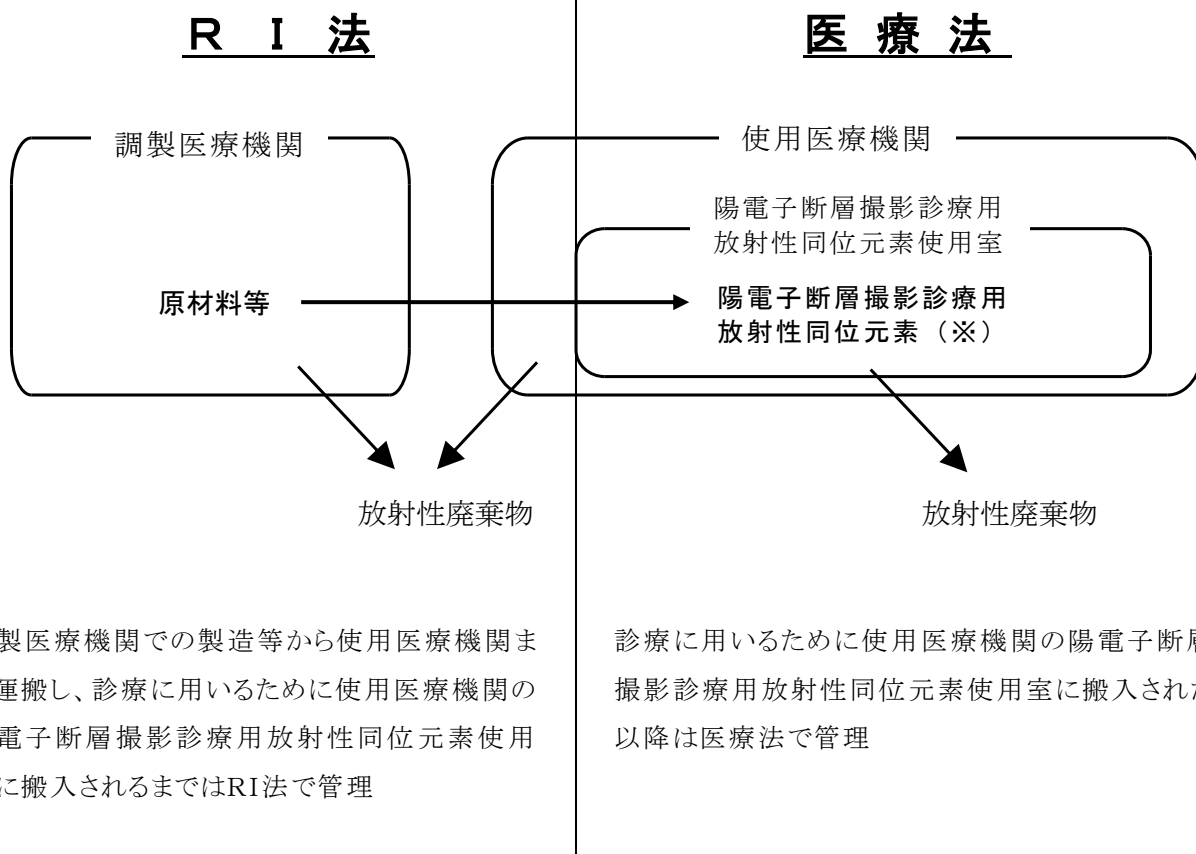 RI法
医療法
調製医療機関
使用医療機関
陽電子断層撮影診療用
放射性同位元素使用室
原材料等
陽電子断層撮影診療用
放射性同位元素（※）
放射性廃棄物
放射性廃棄物
製医療機関での製造等から使用医療機関ま
運搬し、診療に用いるために使用医療機関の
電子断層撮影診療用放射性同位元素使用
に搬入されるまではRI法で管理
診療に用いるために使用医療機関の陽電子断層
撮影診療用放射性同位元素使用室に搬入された
以降は医療法で管理